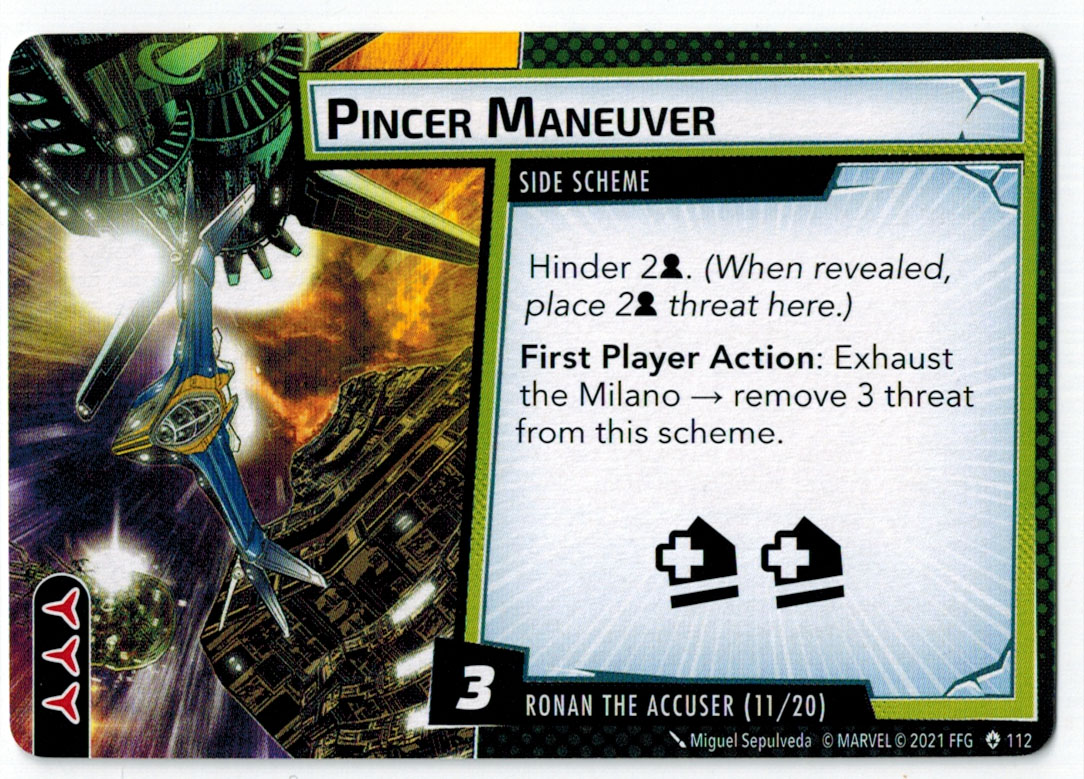 PINCER MANEUVER
SIDE SCHEME
Hinder 2. (When revealed,
place 2 threat here.)
First Player Action: Exhaust
the Milano → remove 3 threat
from this scheme.
3
RONAN THE ACCUSER (11/20)
Miguel Sepulveda © MARVEL © 2021 FFG 112